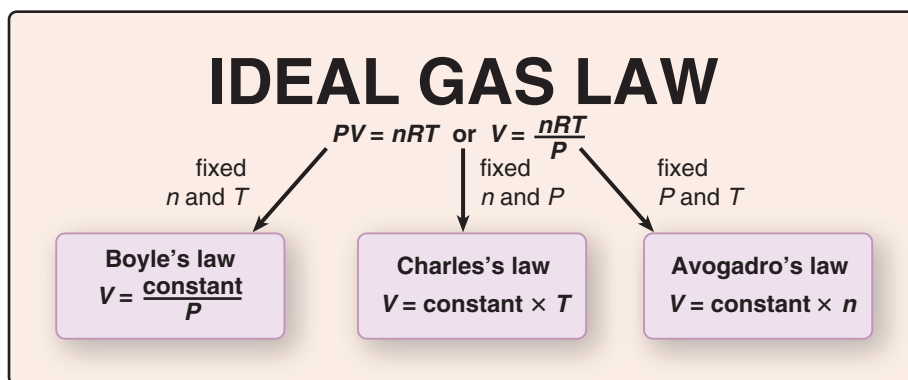 IDEAL GAS LAW
PV = nRT or V = nRT/P
fixed
n and T
fixed
n and P
fixed
P and T
Boyle's law
V = constant/P
Charles's law
V = constant × T
Avogadro's law
V = constant × n